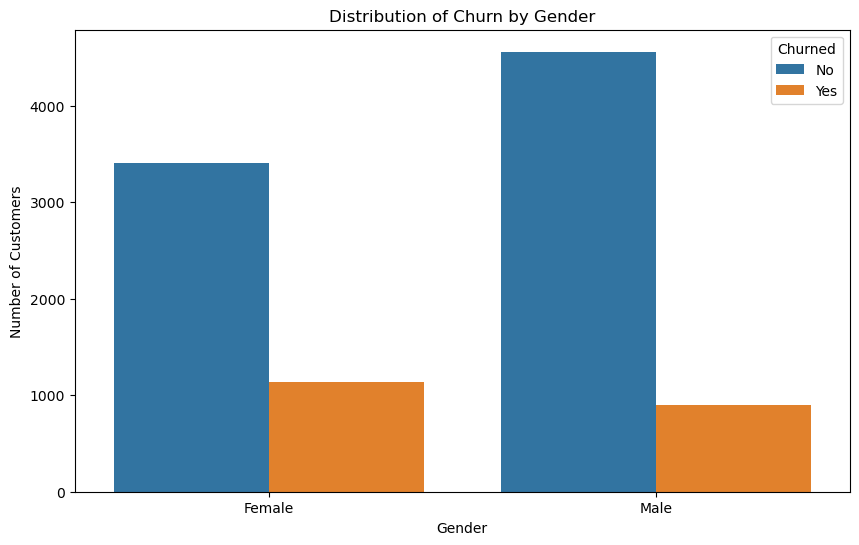 Distribution of Churn by Gender
Churned
No
Yes
4000
3000
2000
1000
0
Number of Customers
Female
Male
Gender